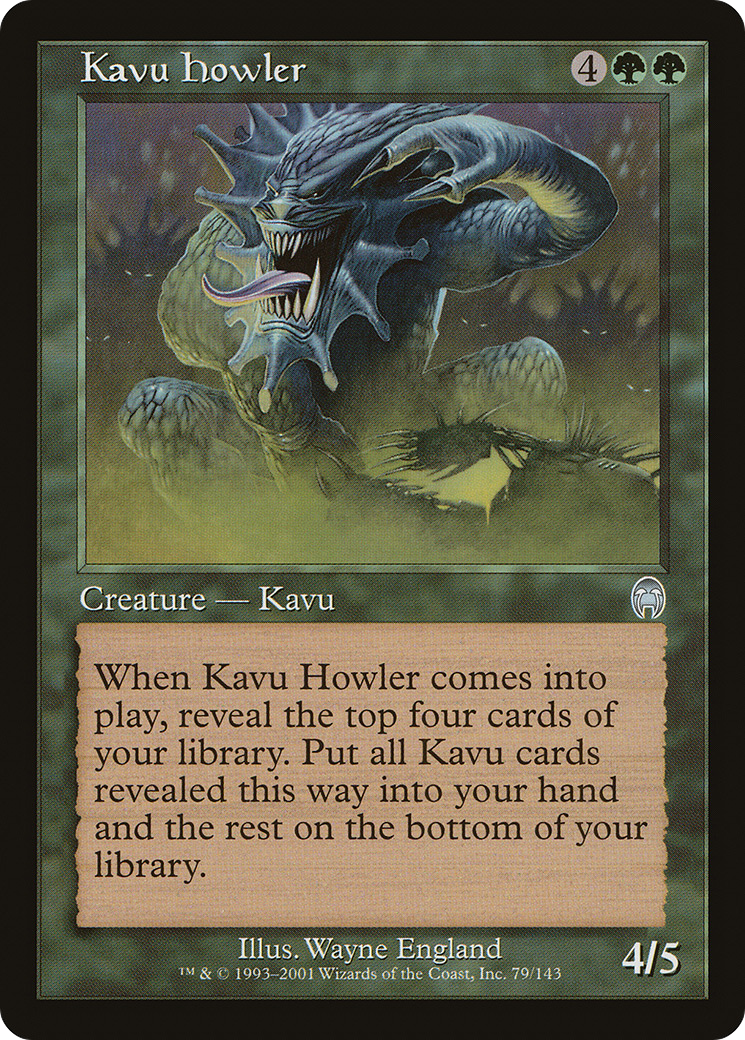 Kavu Howler 4
Creature — Kavu
When Kavu Howler comes into
play, reveal the top four cards of
your library. Put all Kavu cards
revealed this way into your hand
and the rest on the bottom of your
library.
Illus. Wayne England
™ & © 1993–2001 Wizards of the Coast, Inc. 79/143
4/5